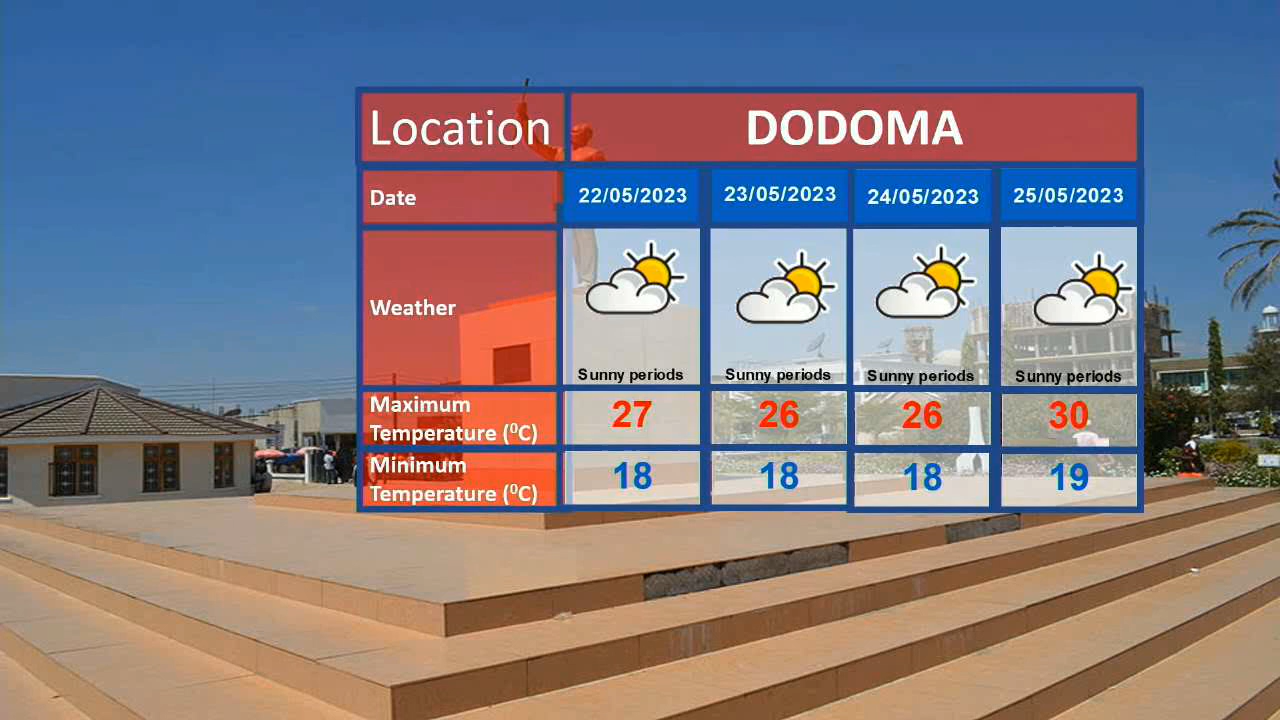 Location DODOMA
Date 22/05/2023 23/05/2023 24/05/2023 25/05/2023
Weather
Sunny periods Sunny periods Sunny periods Sunny periods
Maximum
Temperature (⁰C) 27 26 26 30
Minimum
Temperature (⁰C) 18 18 18 19